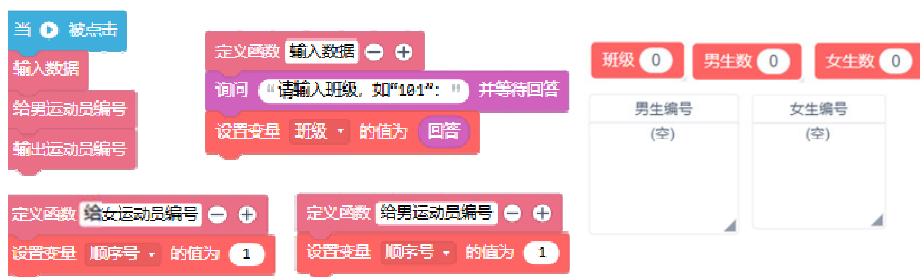 当 被点击
输入数据
给男运动员编号
输出运动员编号
定义函数 输入数据
询问 “请输入班级，如“101”： ” 并等待回答
设置变量 班级 的值为 回答
定义函数 给女运动员编号
设置变量 顺序号 的值为 1
定义函数 给男运动员编号
设置变量 顺序号 的值为 1
班级 0 男生数 0 女生数 0
男生编号 女生编号
(空) (空)